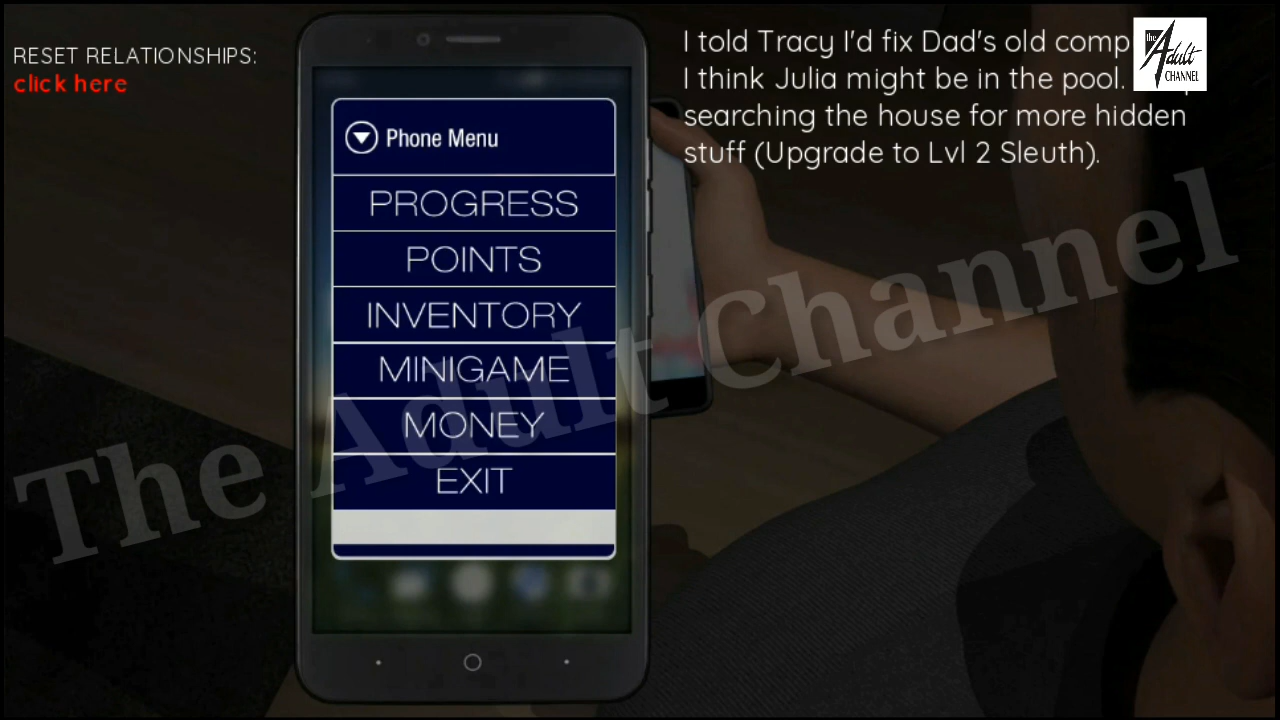 RESET RELATIONSHIPS:
click here
Phone Menu
PROGRESS
POINTS
INVENTORY
MINIGAME
MONEY
EXIT
I told Tracy I'd fix Dad's old comp
I think Julia might be in the pool.
searching the house for more hidden
stuff (Upgrade to Lvl 2 Sleuth).
the Adult
CHANNEL
The Adult Channel